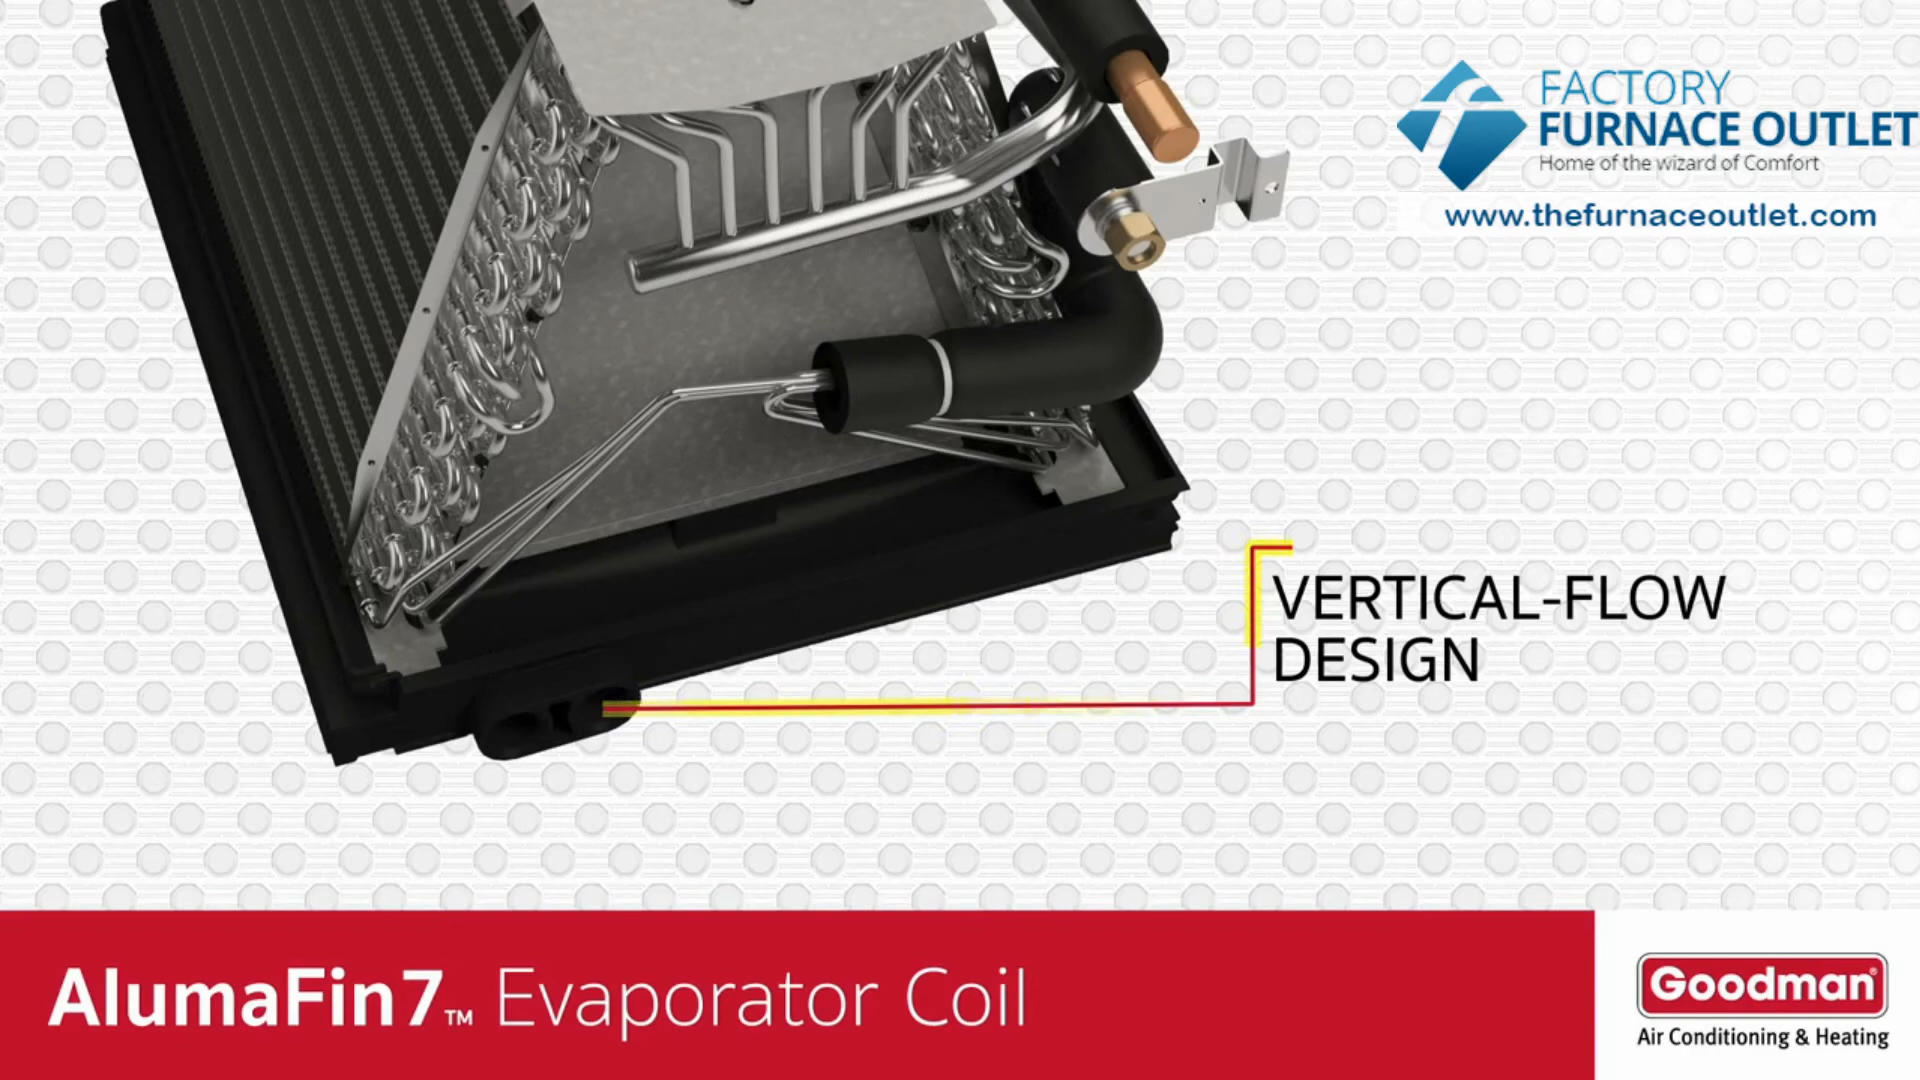 FACTORY
FURNACE OUTLET
Home of the wizard of Comfort
www.thefurnaceoutlet.com
VERTICAL-FLOW
DESIGN
AlumaFin7™ Evaporator Coil
Goodman®
Air Conditioning & Heating